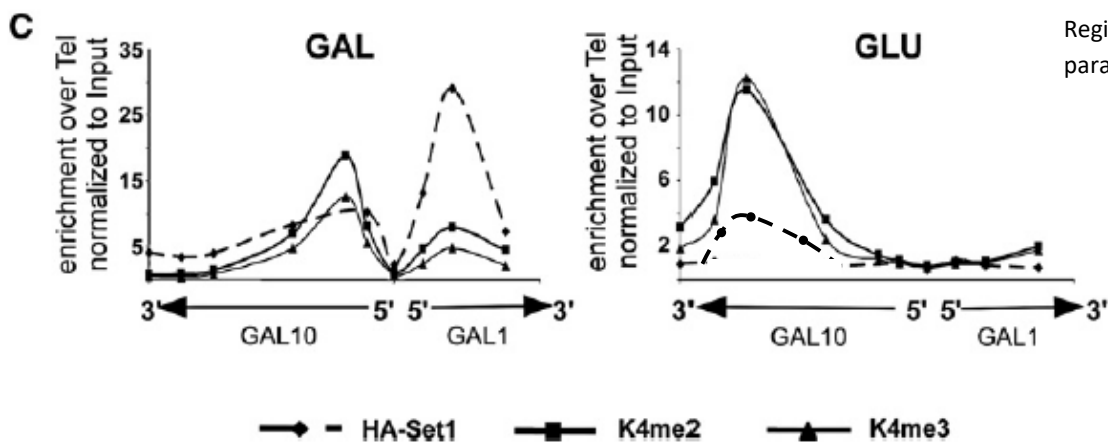 C
GAL
GLU
Regi
para
enrichment over Tel
normalized to Input
35
25
15
5
3' 5' 5' 3'
GAL10 GAL1
enrichment over Tel
normalized to Input
14
10
6
2
3' 5' 5' 3'
GAL10 GAL1
HA-Set1 K4me2 K4me3